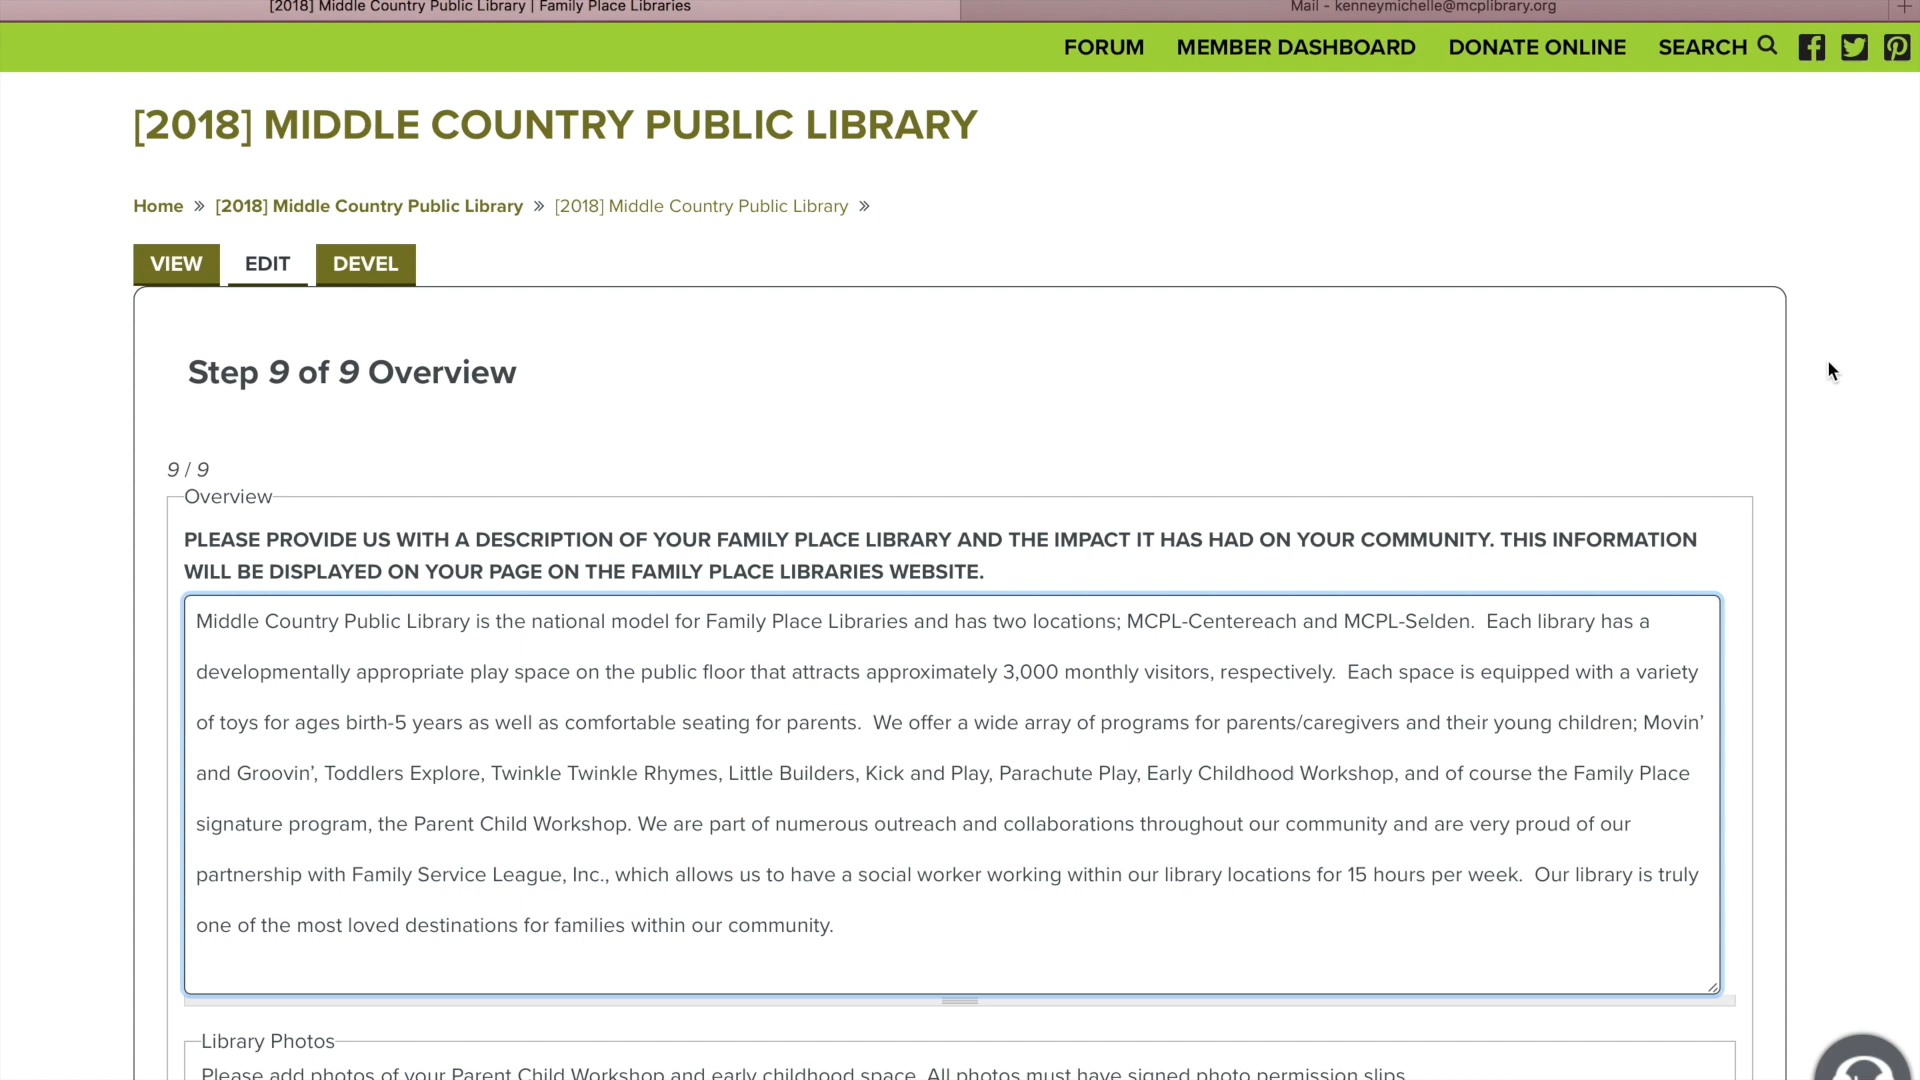 [2018] Middle Country Public Library | Family Place Libraries
Mail - kenneymichelle@mcplibrary.org
FORUM MEMBER DASHBOARD DONATE ONLINE SEARCH
[2018] MIDDLE COUNTRY PUBLIC LIBRARY
Home » [2018] Middle Country Public Library » [2018] Middle Country Public Library »
VIEW EDIT DEVEL
Step 9 of 9 Overview
9 / 9
Overview
PLEASE PROVIDE US WITH A DESCRIPTION OF YOUR FAMILY PLACE LIBRARY AND THE IMPACT IT HAS HAD ON YOUR COMMUNITY. THIS INFORMATION
WILL BE DISPLAYED ON YOUR PAGE ON THE FAMILY PLACE LIBRARIES WEBSITE.
Middle Country Public Library is the national model for Family Place Libraries and has two locations; MCPL-Centereach and MCPL-Selden.  Each library has a
developmentally appropriate play space on the public floor that attracts approximately 3,000 monthly visitors, respectively.  Each space is equipped with a variety
of toys for ages birth-5 years as well as comfortable seating for parents.  We offer a wide array of programs for parents/caregivers and their young children; Movin’
and Groovin’, Toddlers Explore, Twinkle Twinkle Rhymes, Little Builders, Kick and Play, Parachute Play, Early Childhood Workshop, and of course the Family Place
signature program, the Parent Child Workshop. We are part of numerous outreach and collaborations throughout our community and are very proud of our
partnership with Family Service League, Inc., which allows us to have a social worker working within our library locations for 15 hours per week.  Our library is truly
one of the most loved destinations for families within our community.
Library Photos
Please add photos of your Parent Child Workshop and early childhood space. All photos must have signed photo permission slips.